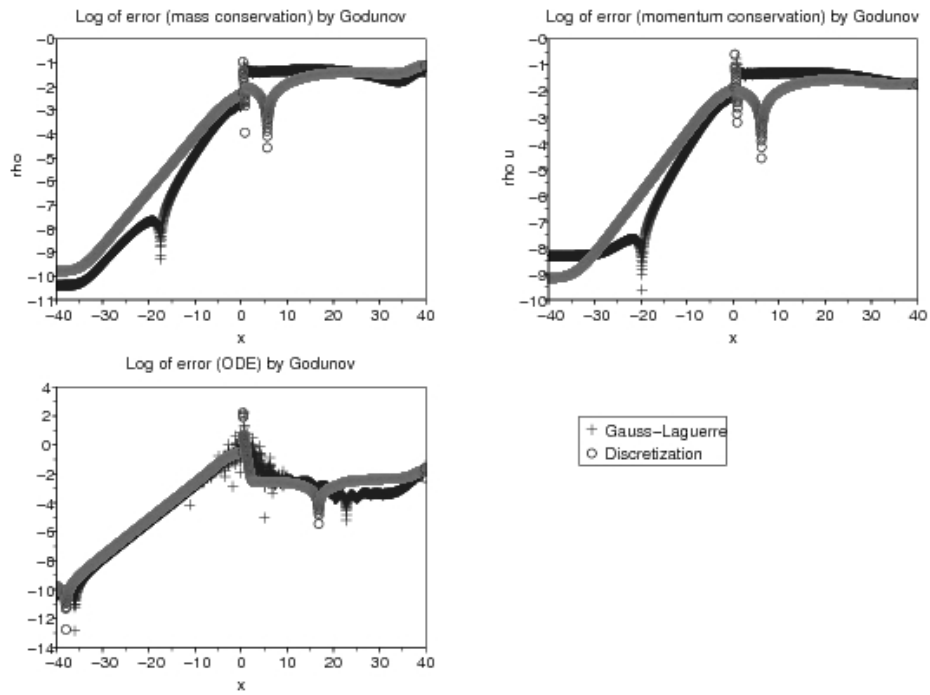 Log of error (mass conservation) by Godunov
−0
−1
−2
−3
−4
−5
−6
−7
−8
−9
−10
−11
rho
−40 −30 −20 −10 0 10 20 30 40
x
Log of error (momentum conservation) by Godunov
−0
−1
−2
−3
−4
−5
−6
−7
−8
−9
−10
rho u
−40 −30 −20 −10 0 10 20 30 40
x
Log of error (ODE) by Godunov
4
2
0
−2
−4
−6
−8
−10
−12
−14
−40 −30 −20 −10 0 10 20 30 40
x
Gauss−Laguerre
Discretization